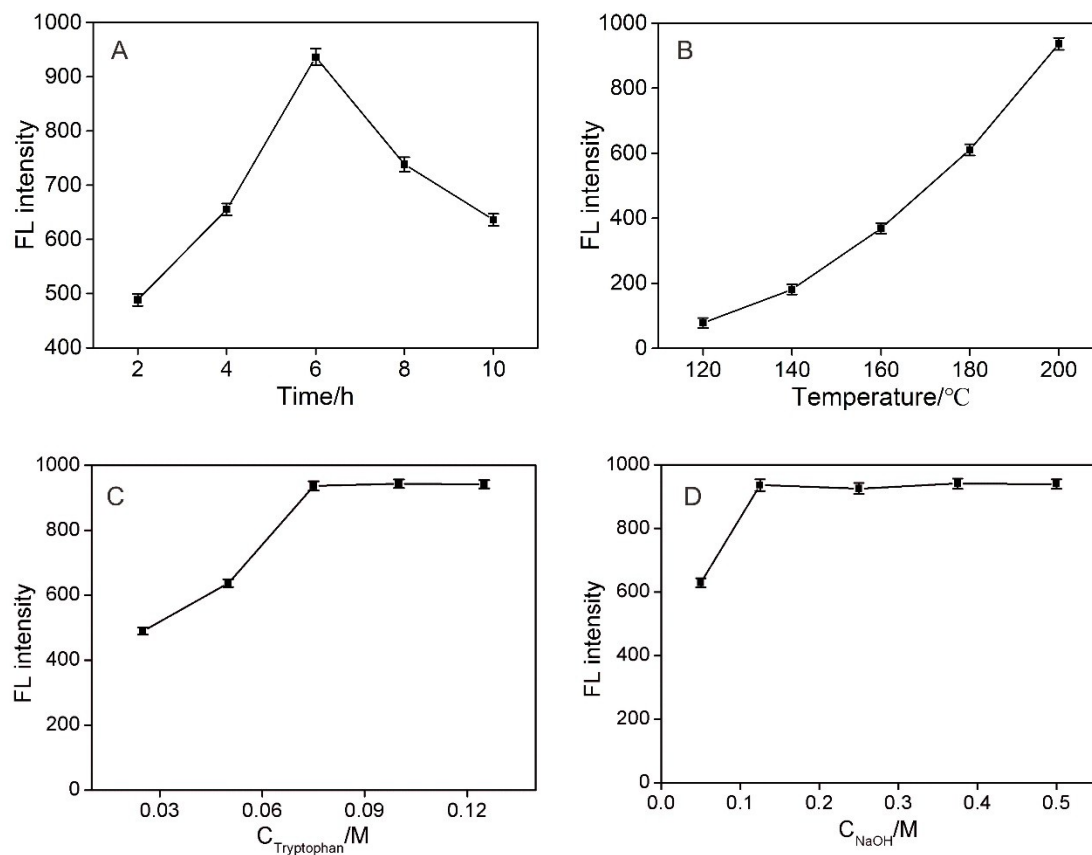 A
FL intensity
1000
900
800
700
600
500
400
2 4 6 8 10
Time/h
B
FL intensity
1000
800
600
400
200
0
120 140 160 180 200
Temperature/℃
C
FL intensity
1000
800
600
400
200
0
0.03 0.06 0.09 0.12
C_Tryptophan/M
D
FL intensity
1000
800
600
400
200
0
0.0 0.1 0.2 0.3 0.4 0.5
C_NaOH/M